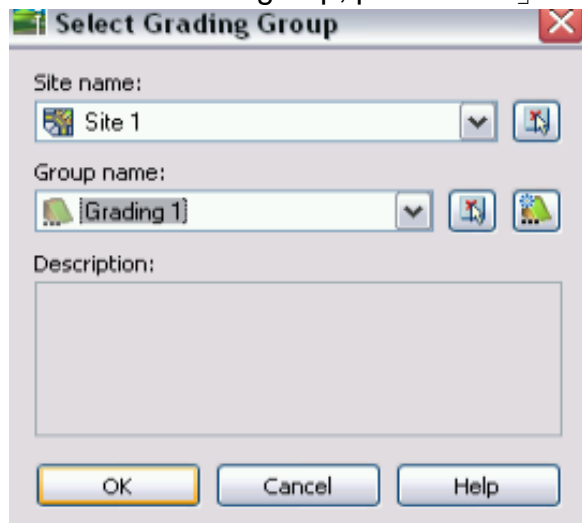 Select Grading Group
Site name:
Site 1
Group name:
Grading 1
Description:
OK Cancel Help